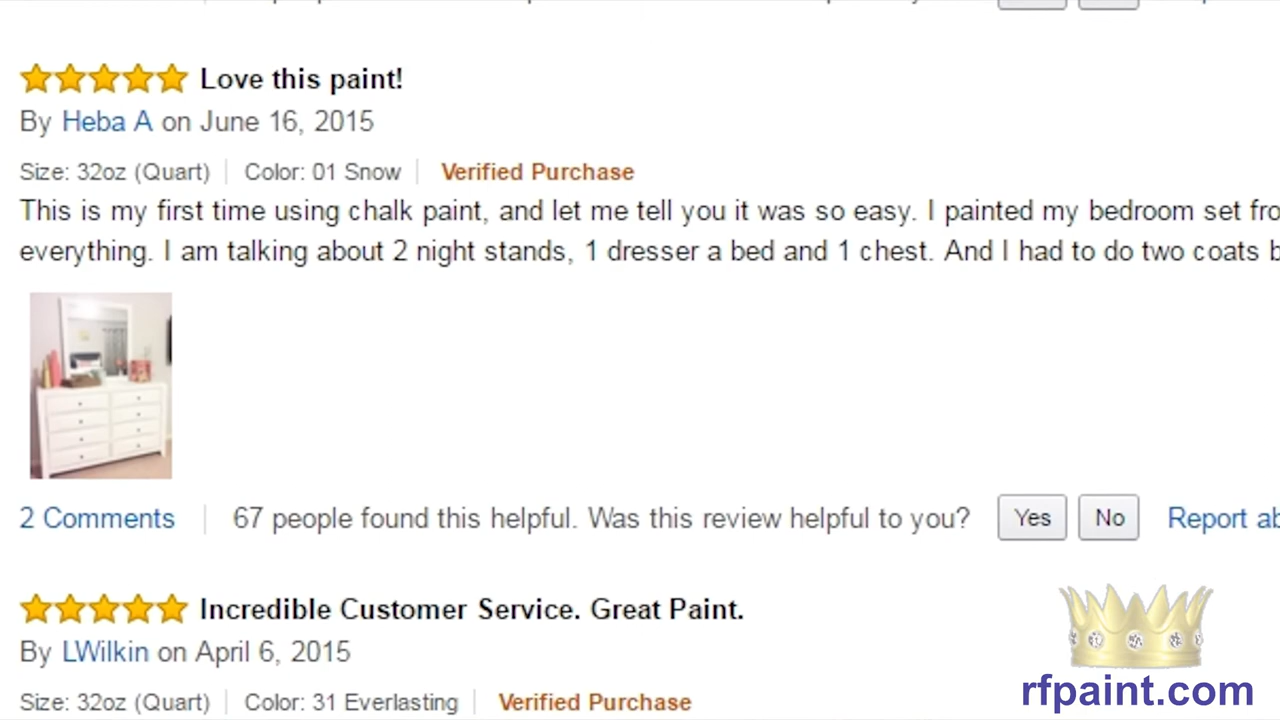 Love this paint!
By Heba A on June 16, 2015
Size: 32oz (Quart) Color: 01 Snow Verified Purchase
This is my first time using chalk paint, and let me tell you it was so easy. I painted my bedroom set
everything. I am talking about 2 night stands, 1 dresser a bed and 1 chest. And I had to do two coats
2 Comments 67 people found this helpful. Was this review helpful to you? Yes No Report
Incredible Customer Service. Great Paint.
By LWilkin on April 6, 2015
Size: 32oz (Quart) Color: 31 Everlasting Verified Purchase
rfpaint.com